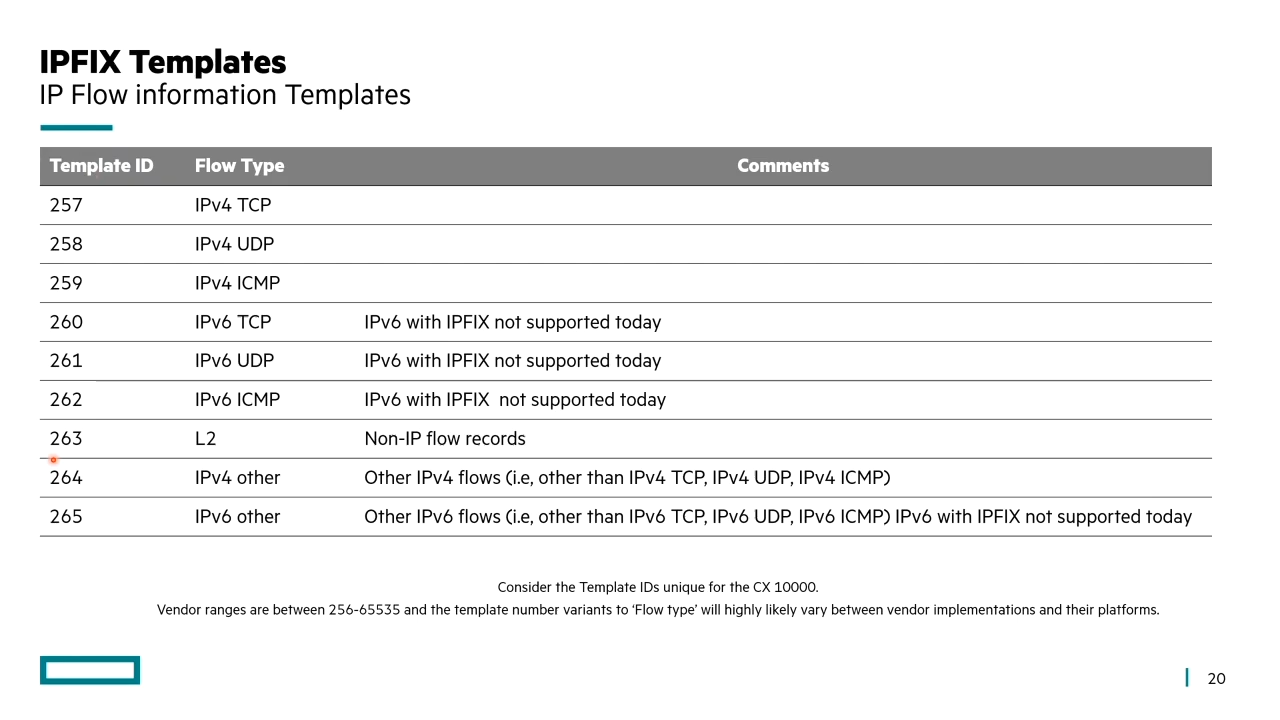 IPFIX Templates
IP Flow information Templates
Template ID Flow Type Comments
257 IPv4 TCP
258 IPv4 UDP
259 IPv4 ICMP
260 IPv6 TCP IPv6 with IPFIX not supported today
261 IPv6 UDP IPv6 with IPFIX not supported today
262 IPv6 ICMP IPv6 with IPFIX  not supported today
263 L2 Non-IP flow records
264 IPv4 other Other IPv4 flows (i.e, other than IPv4 TCP, IPv4 UDP, IPv4 ICMP)
265 IPv6 other Other IPv6 flows (i.e, other than IPv6 TCP, IPv6 UDP, IPv6 ICMP) IPv6 with IPFIX not supported today
Consider the Template IDs unique for the CX 10000.
Vendor ranges are between 256-65535 and the template number variants to ‘Flow type’ will highly likely vary between vendor implementations and their platforms.
20